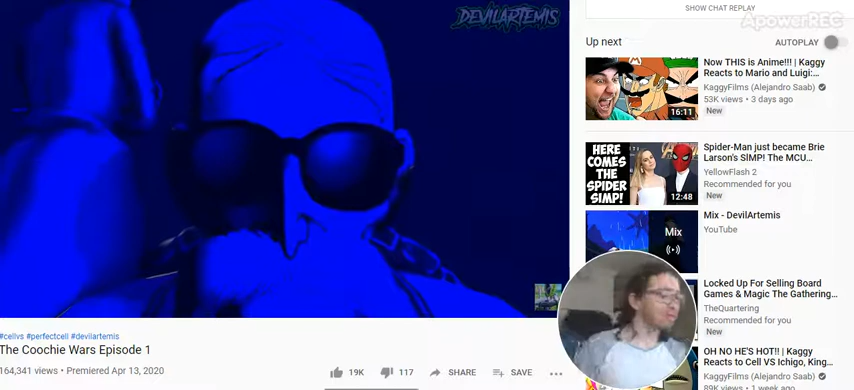 DEVILARTEMIS
SHOW CHAT REPLAY
ApowerREC
Up next
AUTOPLAY
Now THIS is Anime!!! | Kaggy
Reacts to Mario and Luigi:...
KaggyFilms (Alejandro Saab)
53K views • 3 days ago
New
16:11
HERE
COMES
THE
SPIDER
SIMP!
12:48
Spider-Man just became Brie
Larson's SIMP! The MCU...
YellowFlash 2
Recommended for you
New
Mix
Mix - DevilArtemis
YouTube
Locked Up For Selling Board
Games & Magic The Gathering...
TheQuartering
Recommended for you
New
OH NO HE'S HOT!! | Kaggy
Reacts to Cell VS Ichigo, King...
KaggyFilms (Alejandro Saab)
89K views • 1 week ago
#cellvs #perfectcell #devilartemis
The Coochie Wars Episode 1
164,341 views • Premiered Apr 13, 2020
19K
117
SHARE
SAVE